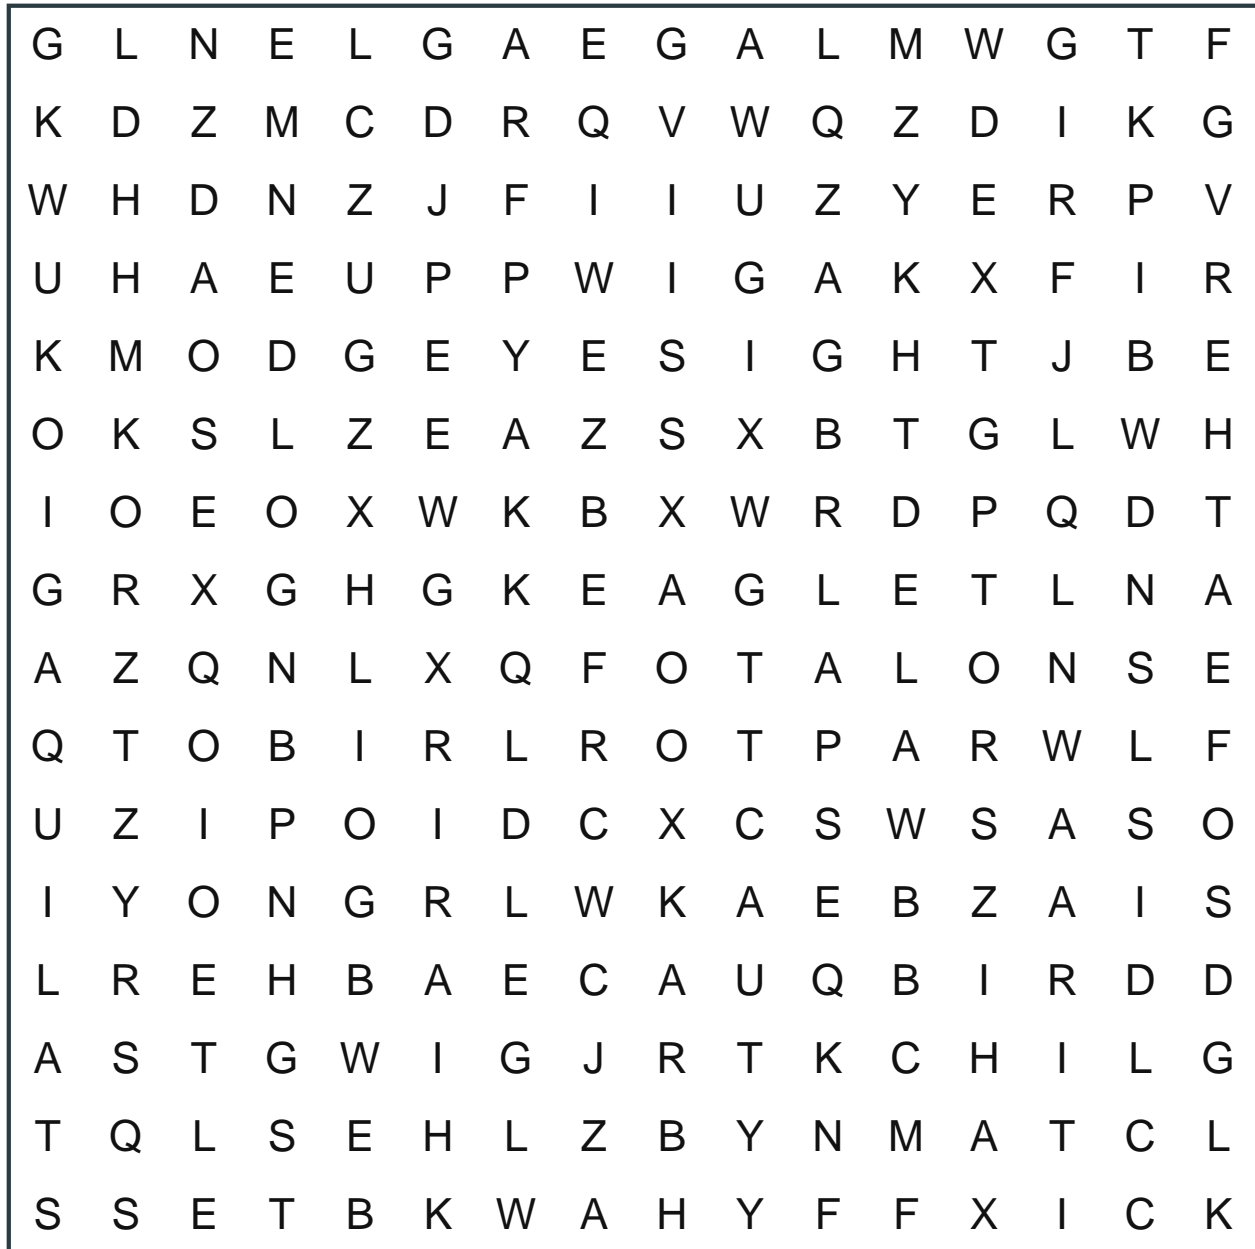 G L N E L G A E G A L M W G T F
K D Z M C D R Q V W Q Z D I K G
W H D N Z J F I I U Z Y E R P V
U H A E U P P W I G A K X F I R
K M O D G E Y E S I G H T J B E
O K S L Z E A Z S X B T G L W H
I O E O X W K B X W R D P Q D T
G R X G H G K E A G L E T L N A
A Z Q N L X Q F O T A L O N S E
Q T O B I R L R O T P A R W L F
U Z I P O I D C X C S W S A S O
I Y O N G R L W K A E B Z A I S
L R E H B A E C A U Q B I R D D
A S T G W I G J R T K C H I L G
T Q L S E H L Z B Y N M A T C L
S S E T B K W A H Y F F X I C K